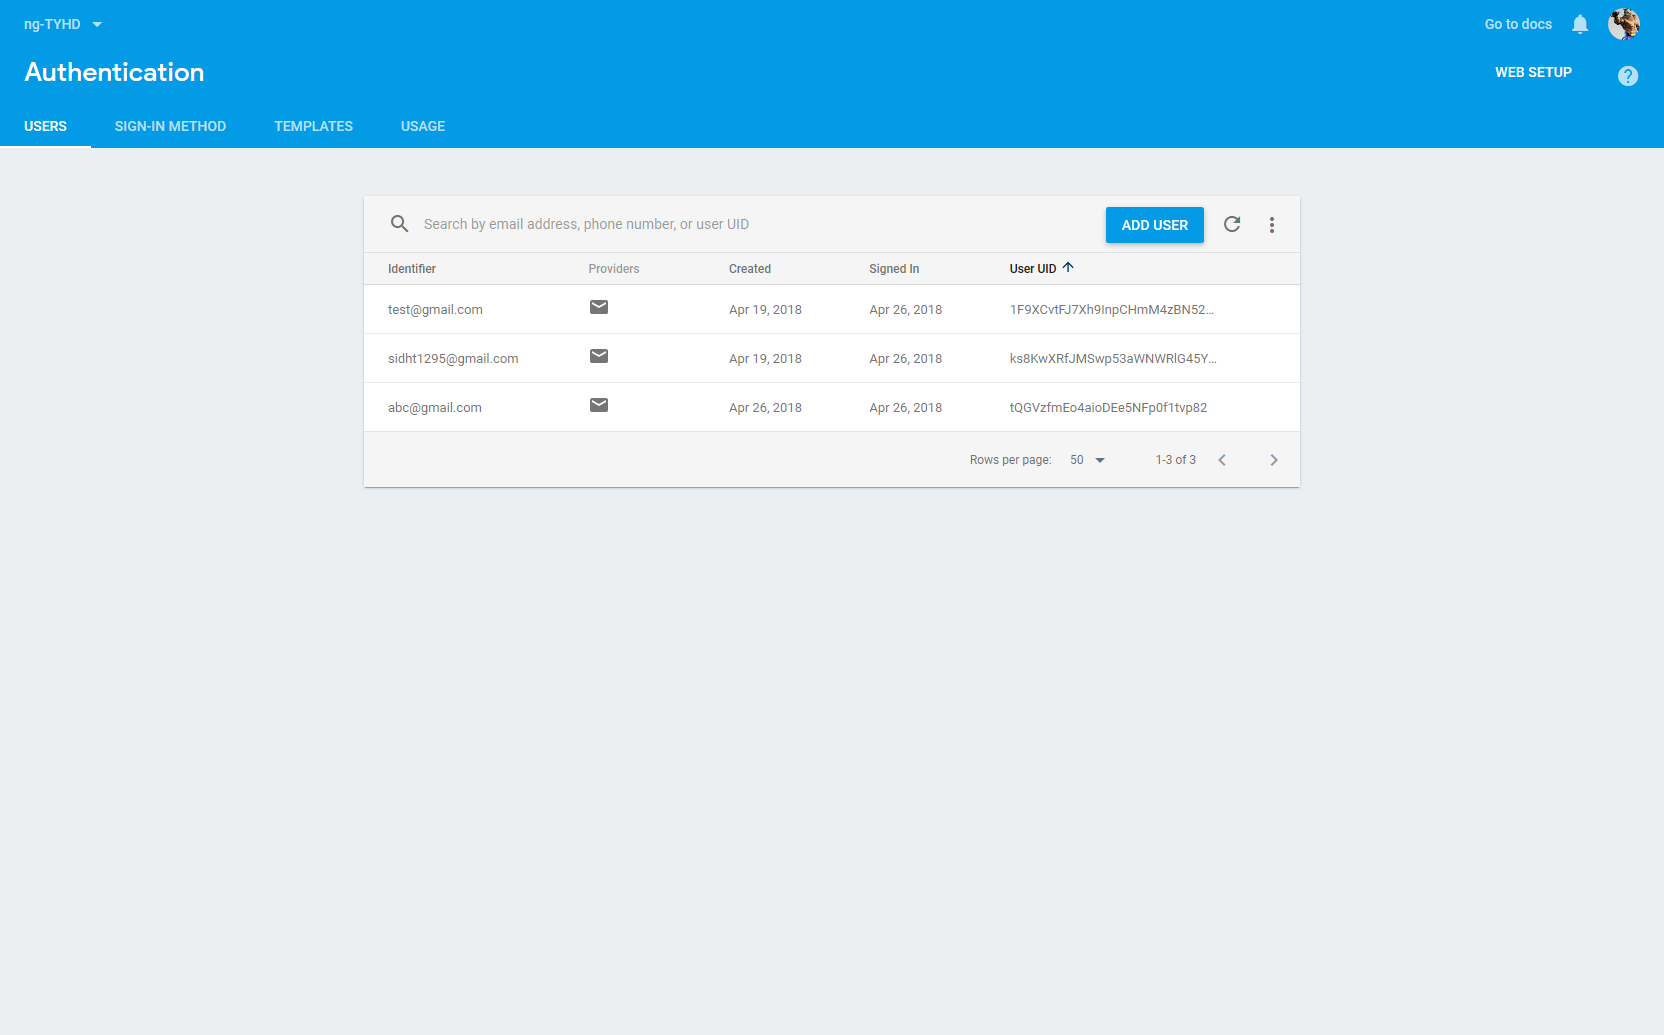 ng-TYHD
Go to docs
Authentication
WEB SETUP
USERS SIGN-IN METHOD TEMPLATES USAGE
Search by email address, phone number, or user UID
ADD USER
Identifier Providers Created Signed In User UID
test@gmail.com Apr 19, 2018 Apr 26, 2018 1F9XCvtFJ7Xh9InpCHmM4zBN52...
sidht1295@gmail.com Apr 19, 2018 Apr 26, 2018 ks8KwXRfJMSwp53aWNWRlG45Y...
abc@gmail.com Apr 26, 2018 Apr 26, 2018 tQGVzfmEo4aioDEe5NFp0f1tvp82
Rows per page: 50 1-3 of 3